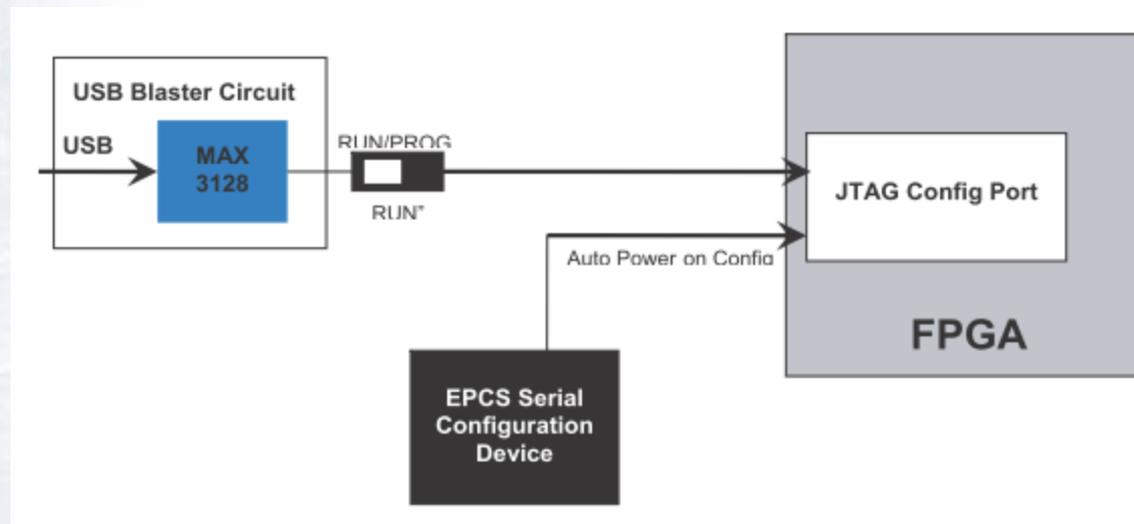 USB Blaster Circuit
USB
MAX
3128
RUN/PROG
RUN"
Auto Power on Config
JTAG Config Port
FPGA
EPCS Serial
Configuration
Device